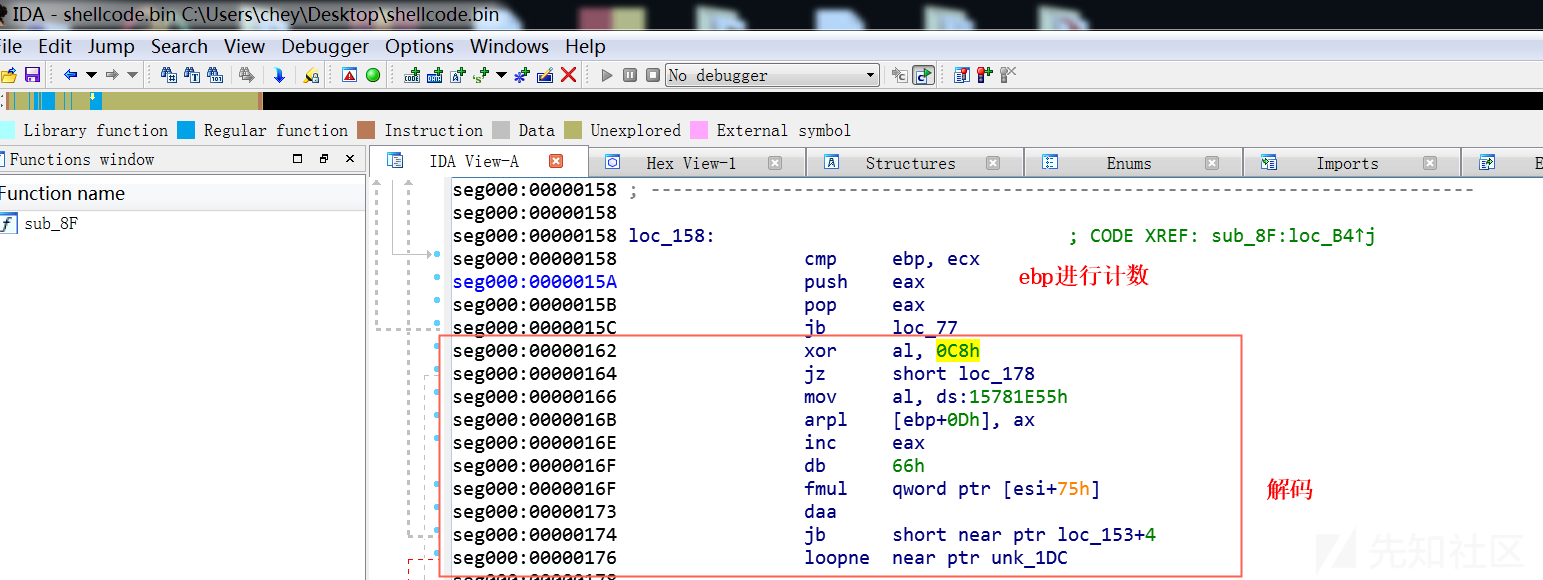 IDA - shellcode.bin C:\Users\chey\Desktop\shellcode.bin
File Edit Jump Search View Debugger Options Windows Help
No debugger
Library function Regular function Instruction Data Unexplored External symbol
Functions window
IDA View-A Hex View-1 Structures Enums Imports E
Function name
f sub_8F
seg000:00000158 ; ---------------------------------------------------------------------------
seg000:00000158
seg000:00000158 loc_158: ; CODE XREF: sub_8F:loc_B4↑j
seg000:00000158 cmp ebp, ecx
seg000:0000015A push eax
ebp进行计数
seg000:0000015B pop eax
seg000:0000015C jb loc_77
seg000:00000162 xor al, 0C8h
seg000:00000164 jz short loc_178
seg000:00000166 mov al, ds:15781E55h
seg000:0000016B arpl [ebp+0Dh], ax
seg000:0000016E inc eax
seg000:0000016F db 66h
seg000:0000016F fmul qword ptr [esi+75h]
解码
seg000:00000173 daa
seg000:00000174 jb short near ptr loc_153+4
seg000:00000176 loopne near ptr unk_1DC
先知社区